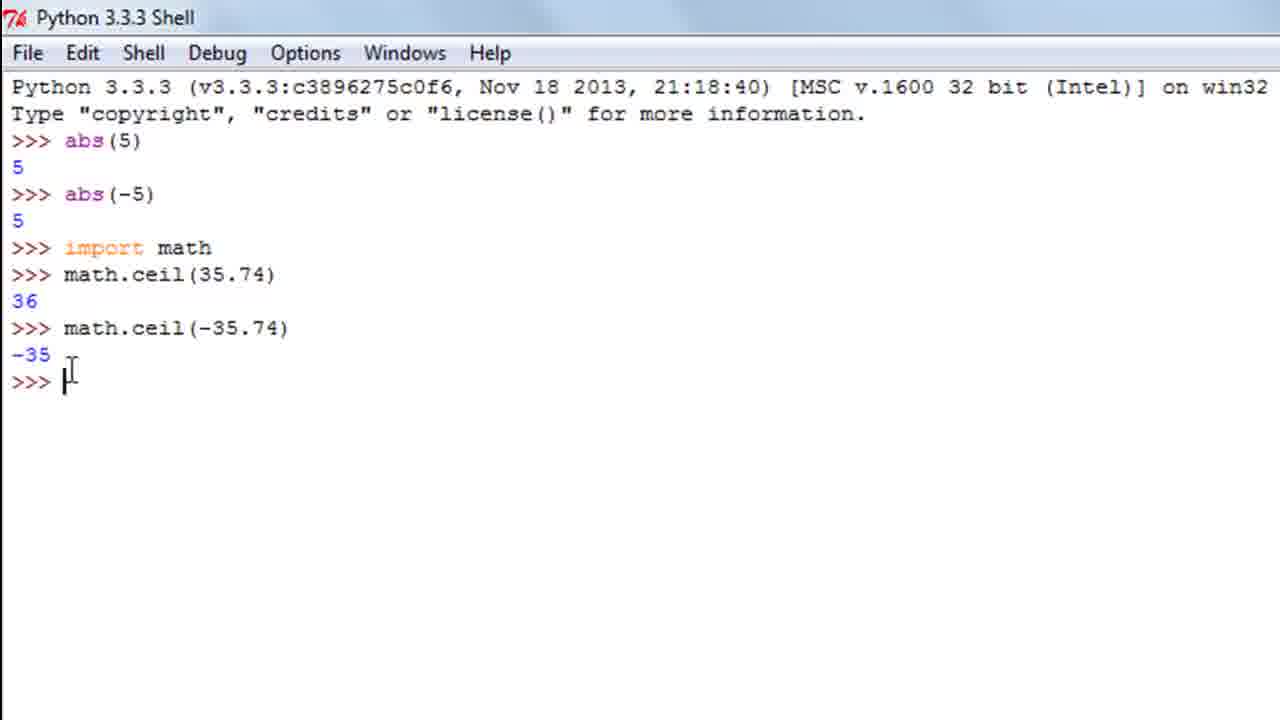 Python 3.3.3 Shell
File Edit Shell Debug Options Windows Help
Python 3.3.3 (v3.3.3:c3896275c0f6, Nov 18 2013, 21:18:40) [MSC v.1600 32 bit (Intel)] on win32
Type "copyright", "credits" or "license()" for more information.
>>> abs(5)
5
>>> abs(-5)
5
>>> import math
>>> math.ceil(35.74)
36
>>> math.ceil(-35.74)
-35
>>>